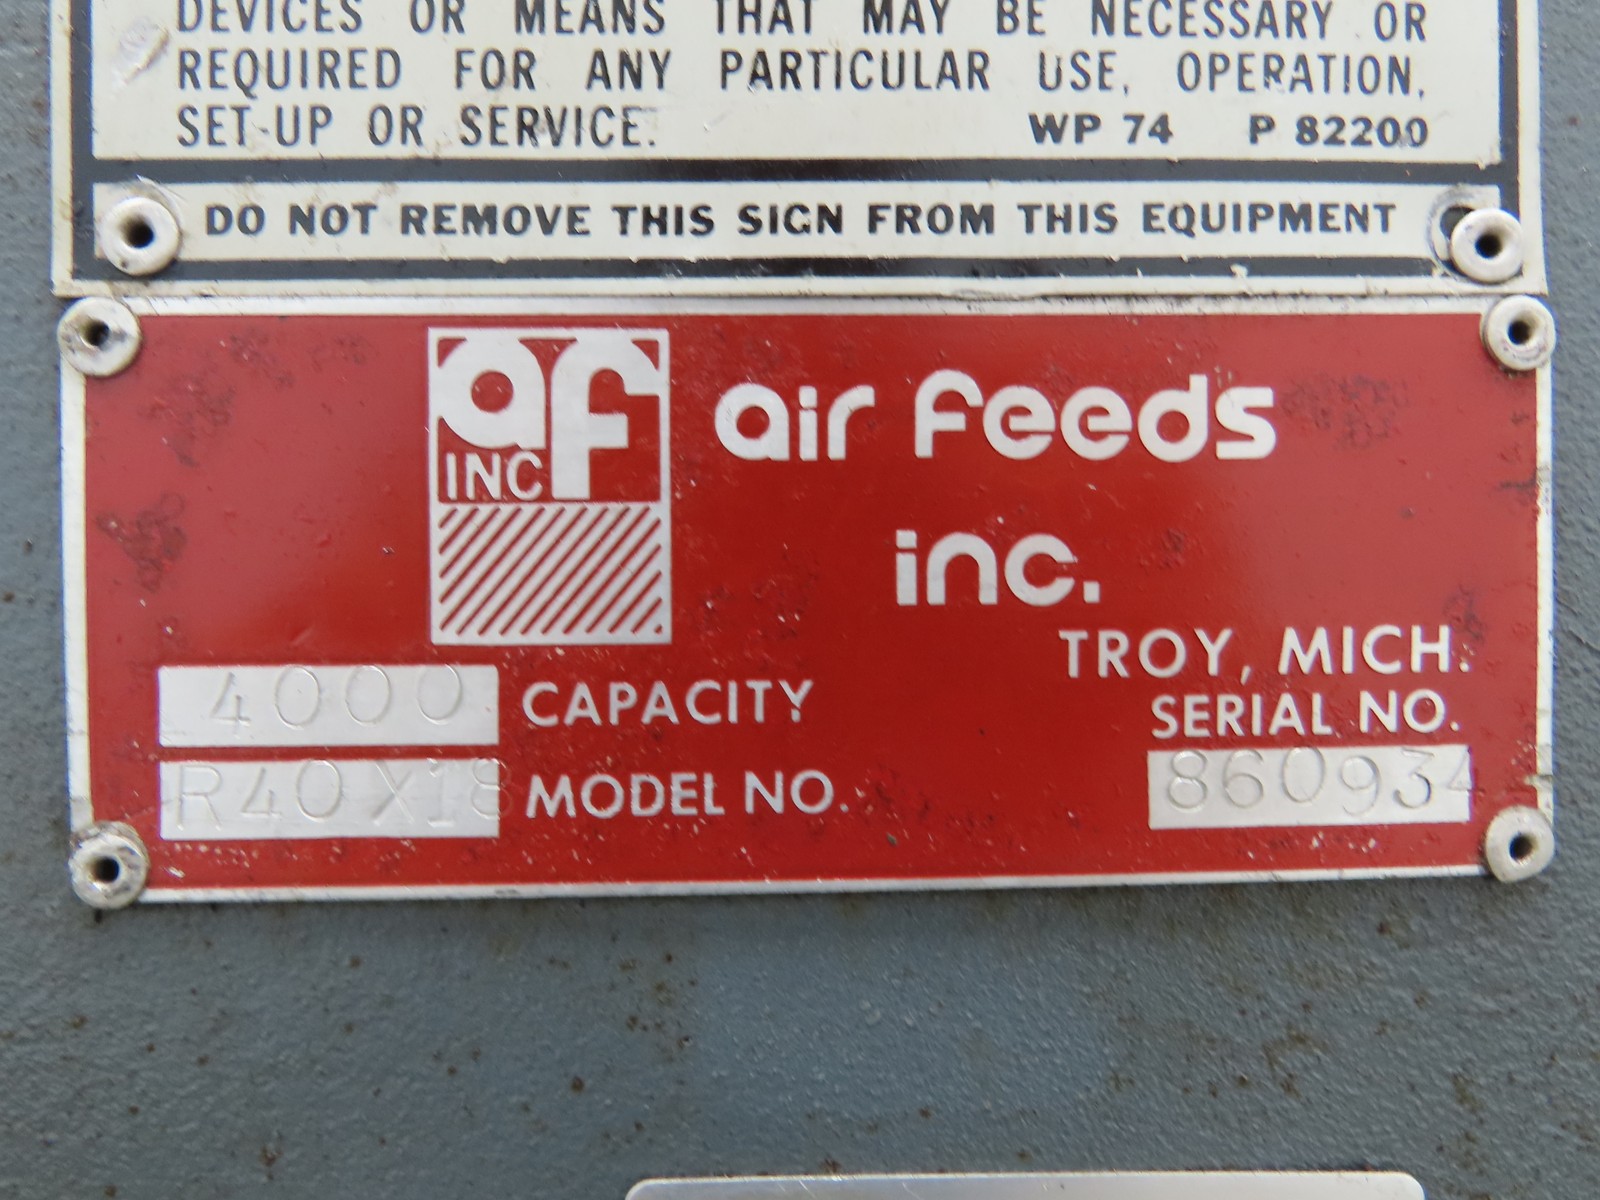 DEVICES OR MEANS THAT MAY BE NECESSARY OR
REQUIRED FOR ANY PARTICULAR USE, OPERATION,
SET-UP OR SERVICE.
WP 74 P 82200
DO NOT REMOVE THIS SIGN FROM THIS EQUIPMENT
af
INC
air feeds
inc.
TROY, MICH.
4000 CAPACITY
SERIAL NO.
R40X18 MODEL NO.
860934